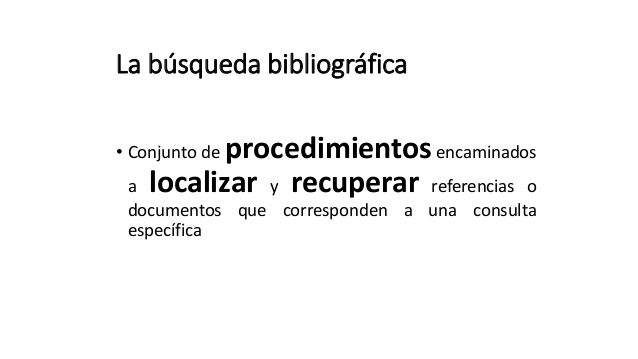 La búsqueda bibliográfica
• Conjunto de procedimientos encaminados
a localizar y recuperar referencias o
documentos que corresponden a una consulta
específica